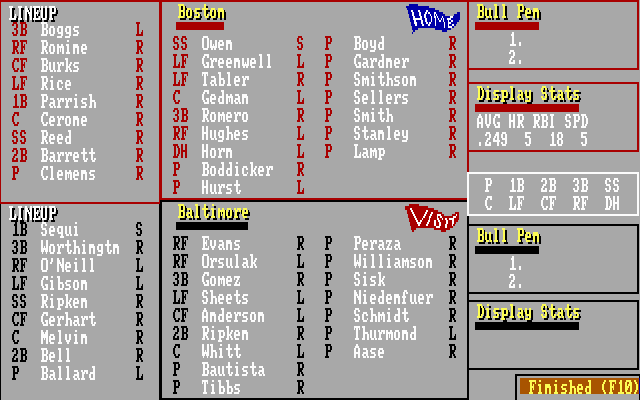 LINEUP
3B Boggs L
RF Romine R
CF Burks R
LF Rice R
1B Parrish R
C Cerone R
SS Reed R
2B Barrett R
P Clemens R
Boston HOME
SS Owen S P Boyd R
LF Greenwell L P Gardner R
LF Tabler R P Smithson R
C Gedman L P Sellers R
3B Romero R P Smith R
RF Hughes L P Stanley R
DH Horn L P Lamp R
P Boddicker R
P Hurst L
Bull Pen
1.
2.
Display Stats
AVG HR RBI SPD
.249 5 18 5
P 1B 2B 3B SS
C LF CF RF DH
LINEUP
1B Sequi S
3B Worthingtn R
RF O'Neill L
LF Gibson L
SS Ripken R
CF Gerhart R
C Melvin R
2B Bell R
P Ballard L
Baltimore VISIT
RF Evans R P Peraza R
RF Orsulak L P Williamson R
3B Gomez R P Sisk R
LF Sheets L P Niedenfuer R
CF Anderson L P Schmidt R
2B Ripken R P Thurmond L
C Whitt L P Aase R
P Bautista R
P Tibbs R
Bull Pen
1.
2.
Display Stats
Finished (F10)